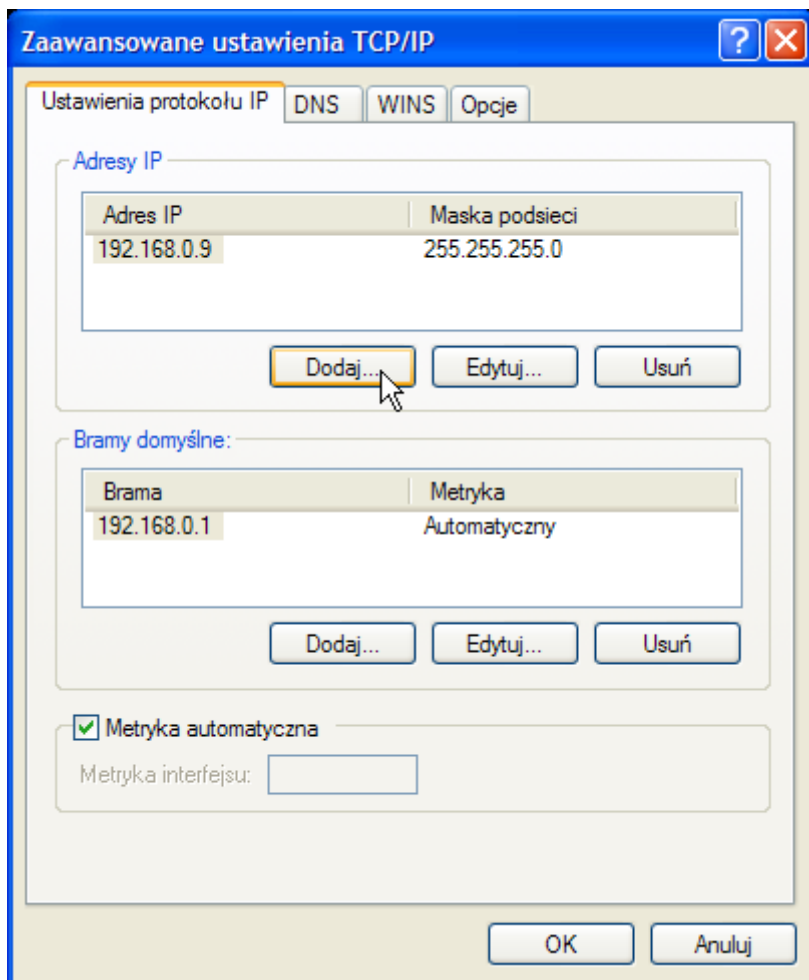 Zaawansowane ustawienia TCP/IP
Ustawienia protokołu IP DNS WINS Opcje
Adresy IP
Adres IP Maska podsieci
192.168.0.9 255.255.255.0
Dodaj... Edytuj... Usuń
Bramy domyślne:
Brama Metryka
192.168.0.1 Automatyczny
Dodaj... Edytuj... Usuń
Metryka automatyczna
Metryka interfejsu:
OK Anuluj